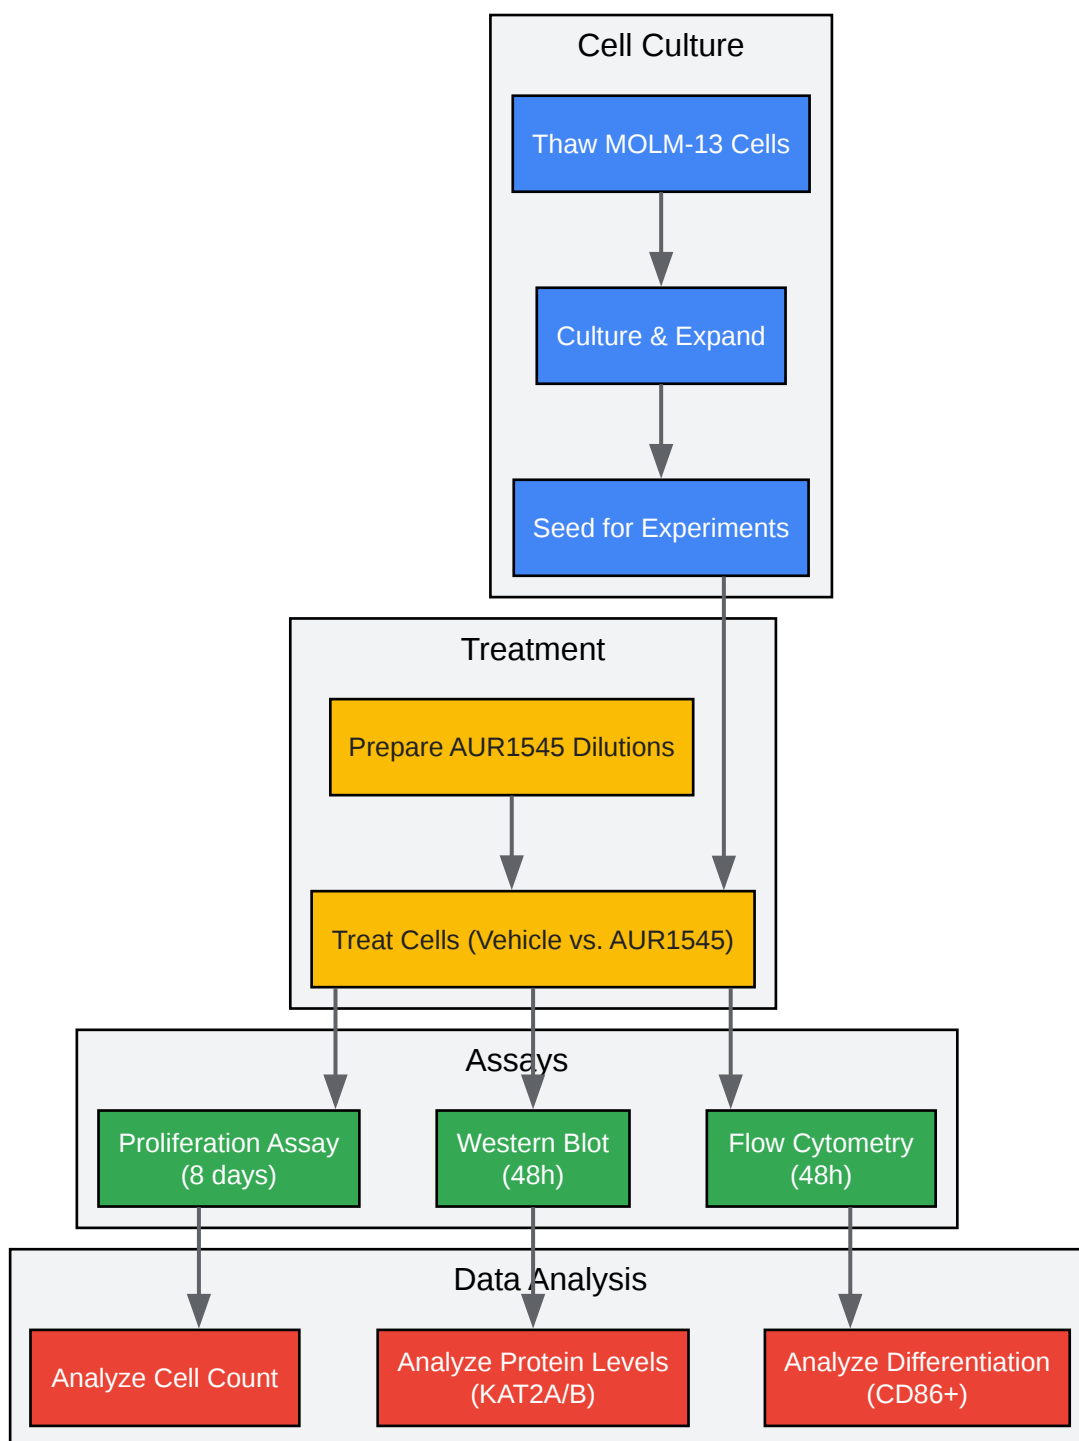 Cell Culture
Thaw MOLM-13 Cells
Culture & Expand
Seed for Experiments
Treatment
Prepare AUR1545 Dilutions
Treat Cells (Vehicle vs. AUR1545)
Assays
Proliferation Assay
(8 days)
Western Blot
(48h)
Flow Cytometry
(48h)
Data Analysis
Analyze Cell Count
Analyze Protein Levels
(KAT2A/B)
Analyze Differentiation
(CD86+)